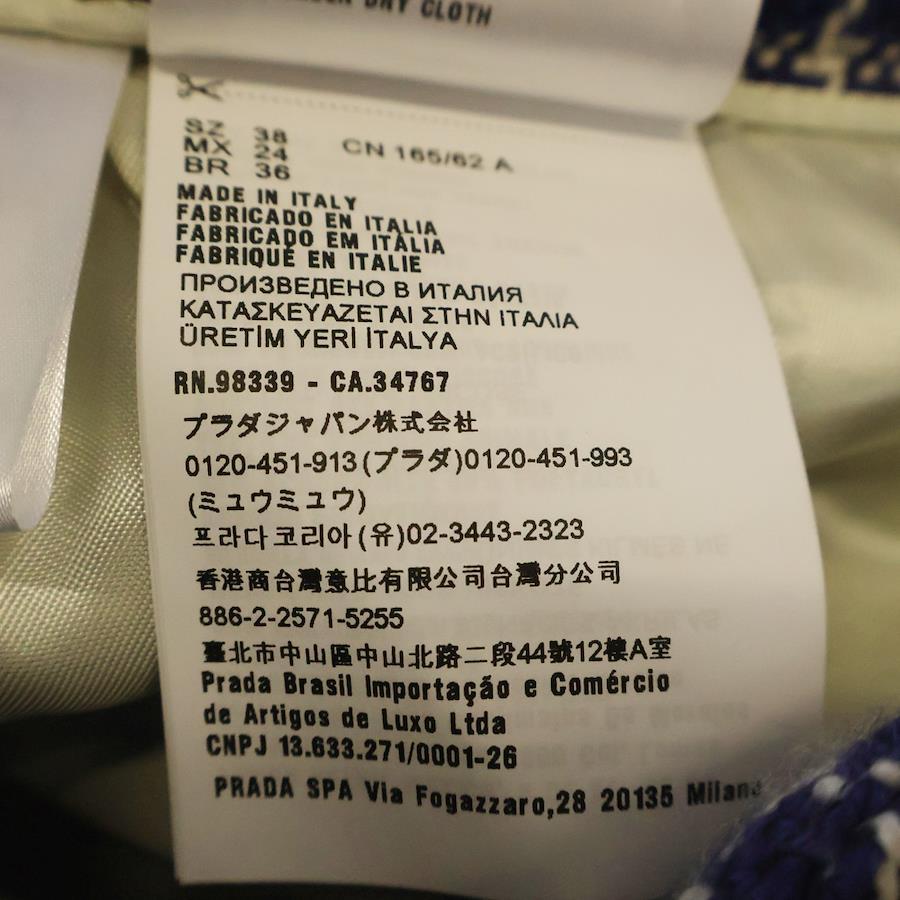 DRY CLOTH
SZ 38
MX 24 CN 165/62 A
BR 36
MADE IN ITALY
FABRICADO EN ITALIA
FABRICADO EM ITÀLIA
FABRIQUÉ EN ITALIE
ПРОИЗВЕДЕНО В ИТАЛИЯ
ΚΑΤΑΣΚΕΥΑΖΕΤΑΙ ΣΤΗΝ ΙΤΑΛΙΑ
ÜRETİM YERİ İTALYA
RN.98339 - CA.34767
プラダジャパン株式会社
0120-451-913(プラダ)0120-451-993
(ミュウミュウ)
프라다코리아(유)02-3443-2323
香港商台灣意比有限公司台灣分公司
886-2-2571-5255
臺北市中山區中山北路二段44號12樓A室
Prada Brasil Importação e Comércio
de Artigos de Luxo Ltda
CNPJ 13.633.271/0001-26
PRADA SPA Via Fogazzaro,28 20135 Milano